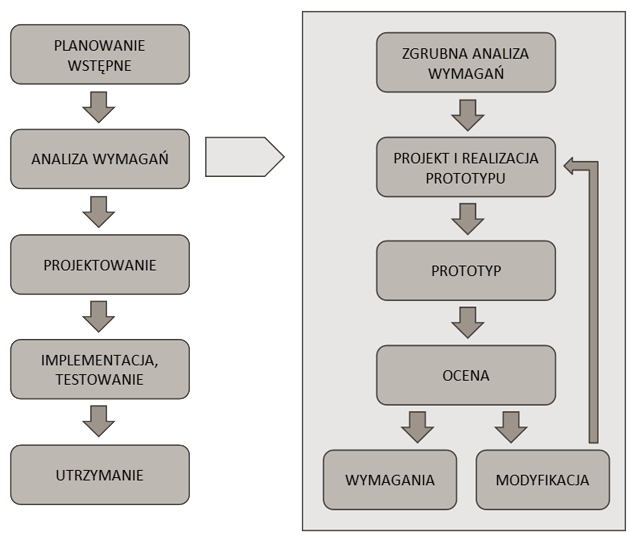 PLANOWANIE
WSTĘPNE
ANALIZA WYMAGAŃ
PROJEKTOWANIE
IMPLEMENTACJA,
TESTOWANIE
UTRZYMANIE
ZGRUBNA ANALIZA
WYMAGAŃ
PROJEKT I REALIZACJA
PROTOTYPU
PROTOTYP
OCENA
WYMAGANIA
MODYFIKACJA